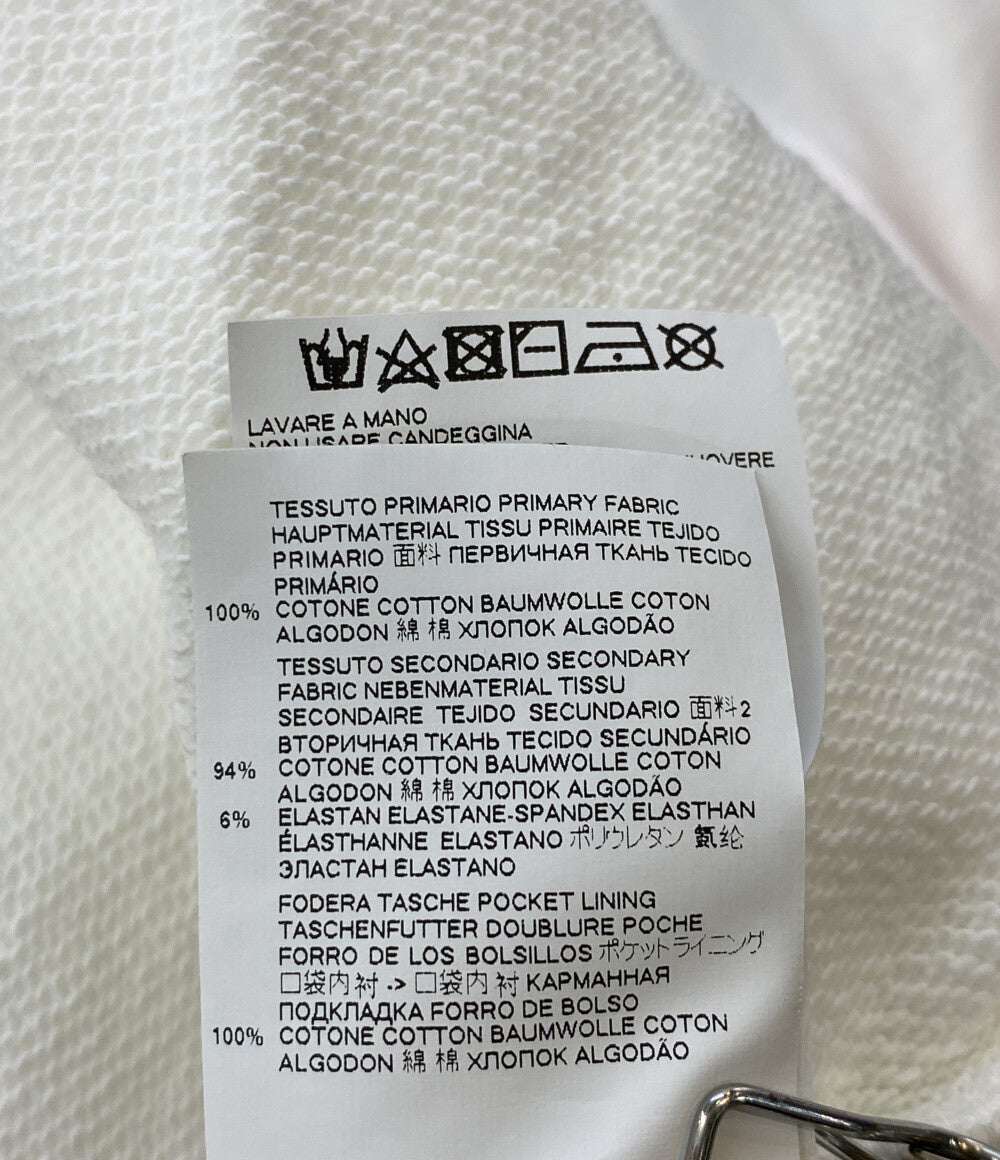 LAVARE A MANO
NON USARE CANDEGGINA
TESSUTO PRIMARIO PRIMARY FABRIC
HAUPTMATERIAL TISSU PRIMAIRE TEJIDO
PRIMARIO 面料 ПЕРВИЧНАЯ ТКАНЬ TECIDO
PRIMÁRIO
100% COTONE COTTON BAUMWOLLE COTON
ALGODON 綿 棉 ХЛОПОК ALGODÃO
TESSUTO SECONDARIO SECONDARY
FABRIC NEBENMATERIAL TISSU
SECONDAIRE TEJIDO SECUNDARIO 面料2
ВТОРИЧНАЯ ТКАНЬ TECIDO SECUNDÁRIO
94% COTONE COTTON BAUMWOLLE COTON
ALGODON 綿 棉 ХЛОПОК ALGODÃO
6% ELASTAN ELASTANE-SPANDEX ELASTHAN
ÉLASTHANNE ELASTANO ポリウレタン 氨纶
ЭЛАСТАН ELASTANO
FODERA TASCHE POCKET LINING
TASCHENFUTTER DOUBLURE POCHE
FORRO DE LOS BOLSILLOS ポケットライニング
口袋内衬 -> 口袋内衬 КАРМАННАЯ
ПОДКЛАДКА FORRO DE BOLSO
100% COTONE COTTON BAUMWOLLE COTON
ALGODON 綿 棉 ХЛОПОК ALGODÃO